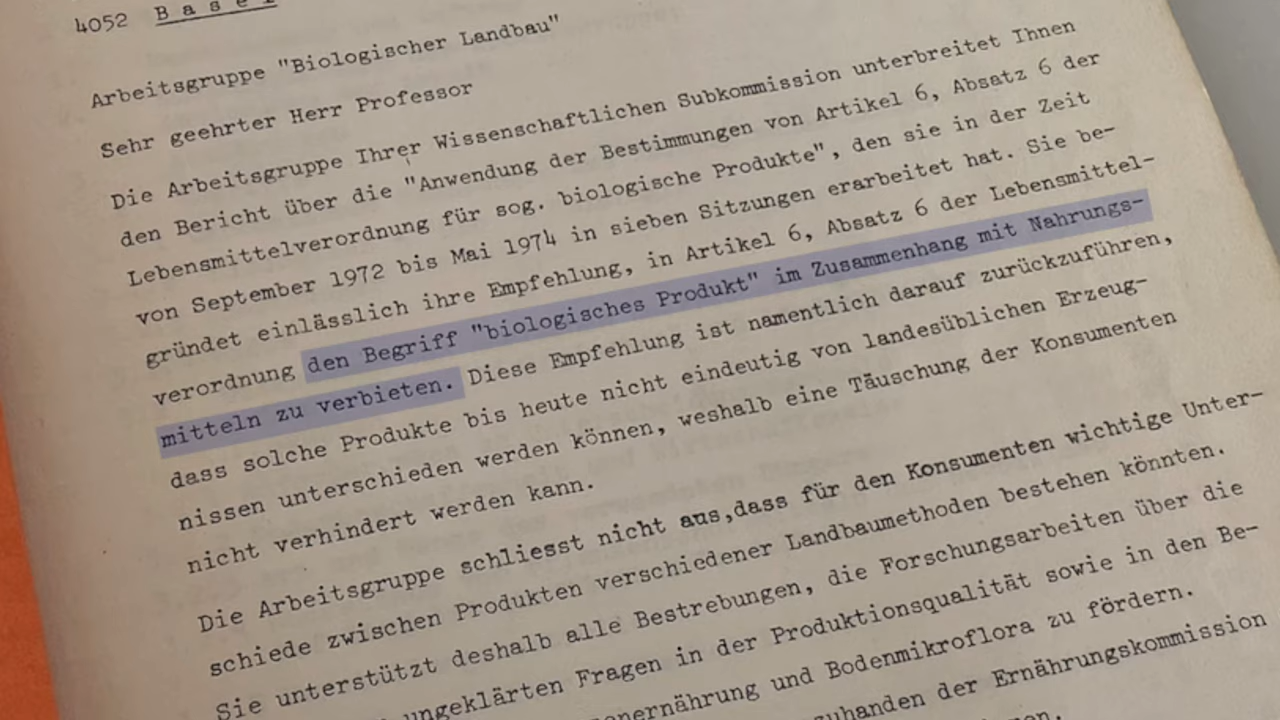 4052 Basel
Arbeitsgruppe "Biologischer Landbau"
Sehr geehrter Herr Professor
Die Arbeitsgruppe Ihrer Wissenschaftlichen Subkommission unterbreitet Ihnen
den Bericht über die "Anwendung der Bestimmungen von Artikel 6, Absatz 6 der
Lebensmittelverordnung für sog. biologische Produkte", den sie in der Zeit
von September 1972 bis Mai 1974 in sieben Sitzungen erarbeitet hat. Sie be-
gründet einlässlich ihre Empfehlung, in Artikel 6, Absatz 6 der Lebensmittel-
verordnung den Begriff "biologisches Produkt" im Zusammenhang mit Nahrungs-
mitteln zu verbieten. Diese Empfehlung ist namentlich darauf zurückzuführen,
dass solche Produkte bis heute nicht eindeutig von landesüblichen Erzeug-
nissen unterschieden werden können, weshalb eine Täuschung der Konsumenten
nicht verhindert werden kann.
Die Arbeitsgruppe schliesst nicht aus,dass für den Konsumenten wichtige Unter-
schiede zwischen Produkten verschiedener Landbaumethoden bestehen könnten.
Sie unterstützt deshalb alle Bestrebungen, die Forschungsarbeiten über die
ungeklärten Fragen in der Produktionsqualität sowie in den Be-
und Bodenmikroflora zu fördern.
der Ernährungskommission